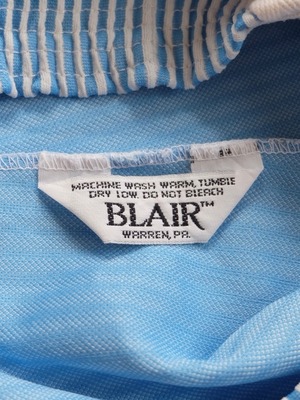 MACHINE WASH WARM, TUMBLE
DRY LOW, DO NOT BLEACH
BLAIR™
WARREN, PA.